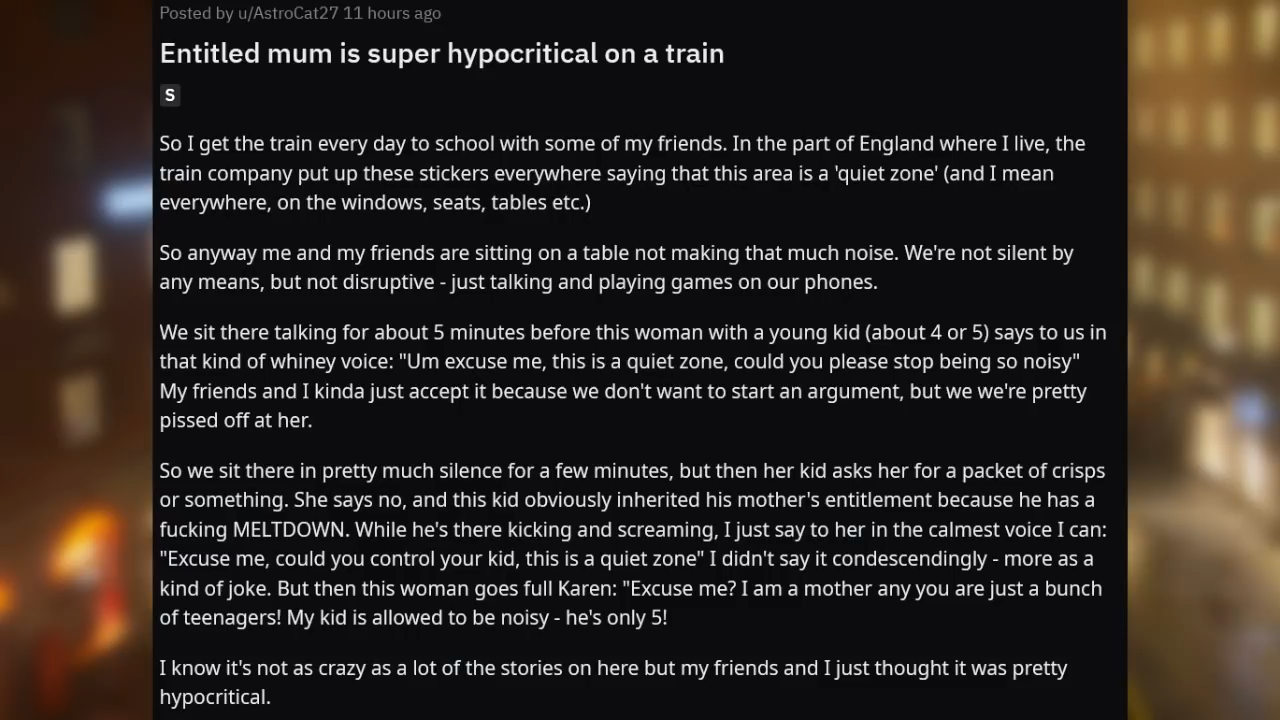 Posted by u/AstroCat27 11 hours ago
Entitled mum is super hypocritical on a train
S
So I get the train every day to school with some of my friends. In the part of England where I live, the
train company put up these stickers everywhere saying that this area is a 'quiet zone' (and I mean
everywhere, on the windows, seats, tables etc.)
So anyway me and my friends are sitting on a table not making that much noise. We're not silent by
any means, but not disruptive - just talking and playing games on our phones.
We sit there talking for about 5 minutes before this woman with a young kid (about 4 or 5) says to us in
that kind of whiney voice: "Um excuse me, this is a quiet zone, could you please stop being so noisy"
My friends and I kinda just accept it because we don't want to start an argument, but we we're pretty
pissed off at her.
So we sit there in pretty much silence for a few minutes, but then her kid asks her for a packet of crisps
or something. She says no, and this kid obviously inherited his mother's entitlement because he has a
fucking MELTDOWN. While he's there kicking and screaming, I just say to her in the calmest voice I can:
"Excuse me, could you control your kid, this is a quiet zone" I didn't say it condescendingly - more as a
kind of joke. But then this woman goes full Karen: "Excuse me? I am a mother any you are just a bunch
of teenagers! My kid is allowed to be noisy - he's only 5!
I know it's not as crazy as a lot of the stories on here but my friends and I just thought it was pretty
hypocritical.